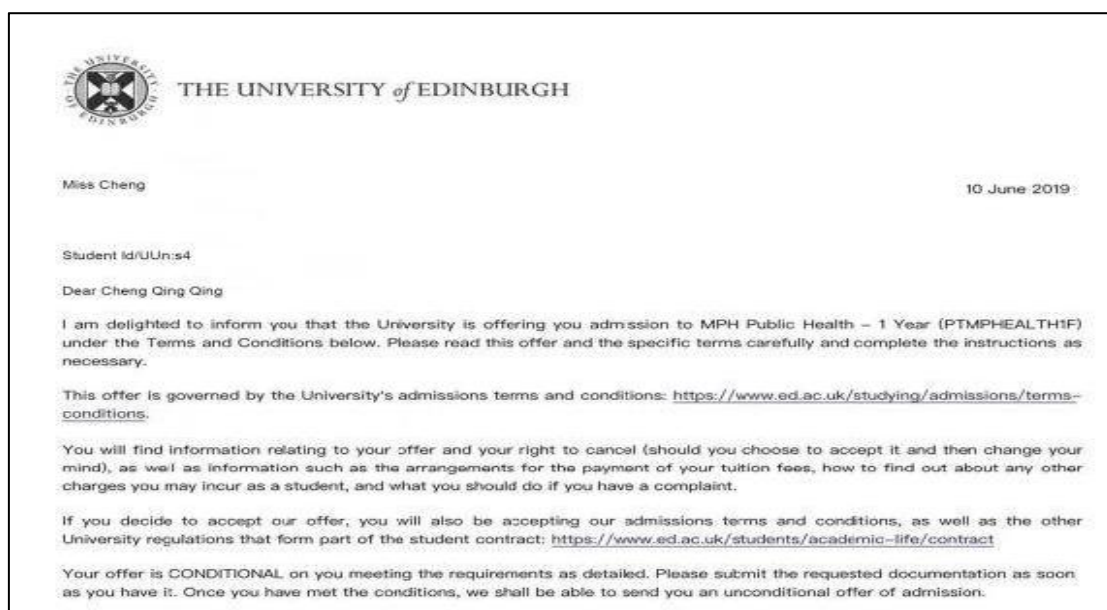 THE UNIVERSITY of EDINBURGH
Miss Cheng
10 June 2019
Student Id/UUn:s4
Dear Cheng Qing Qing
I am delighted to inform you that the University is offering you admission to MPH Public Health – 1 Year (PTMPHEALTH1F)
under the Terms and Conditions below. Please read this offer and the specific terms carefully and complete the instructions as
necessary.
This offer is governed by the University's admissions terms and conditions: https://www.ed.ac.uk/studying/admissions/terms-
conditions.
You will find information relating to your offer and your right to cancel (should you choose to accept it and then change your
mind), as well as information such as the arrangements for the payment of your tuition fees, how to find out about any other
charges you may incur as a student, and what you should do if you have a complaint.
If you decide to accept our offer, you will also be accepting our admissions terms and conditions, as well as the other
University regulations that form part of the student contract: https://www.ed.ac.uk/students/academic-life/contract
Your offer is CONDITIONAL on you meeting the requirements as detailed. Please submit the requested documentation as soon
as you have it. Once you have met the conditions, we shall be able to send you an unconditional offer of admission.